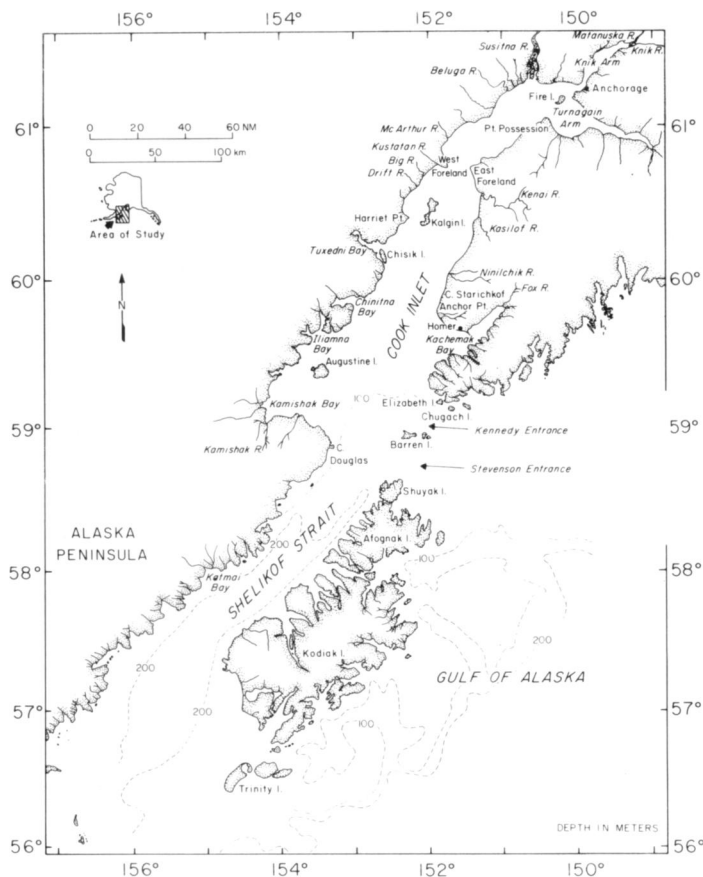 156° 154° 152° 150°
Matanuska R.
Susitna R.
Knik R.
Knik Arm
Beluga R.
Anchorage
Fire I.
Turnagain
Arm
61°
61°
0 20 40 60 NM
McArthur R.
Pt. Possession
Kustatan R.
0 50 100 km
Big R.
West
Foreland
East
Foreland
Drift R.
Kenai R.
Harriet Pt.
Kalgin I.
Area of Study
Kasilof R.
Tuxedni Bay
Chisik I.
60°
60°
N
Ninilchik R.
COOK INLET
C. Starichkof
Fox R.
Chinitna
Bay
Anchor Pt.
Homer
Iliamna
Bay
Kachemak
Bay
Augustine I.
100
Elizabeth I.
Kamishak Bay
Chugach I.
59°
59°
Kennedy Entrance
Kamishak R.
C.
Douglas
Barren I.
Stevenson Entrance
Shuyak I.
ALASKA
PENINSULA
200
SHELIKOF STRAIT
Afognak I.
100
58°
58°
Katmai
Bay
200
Kodiak I.
200
GULF OF ALASKA
57°
57°
200
100
Trinity I.
DEPTH IN METERS
56°
56°
156° 154° 152° 150°